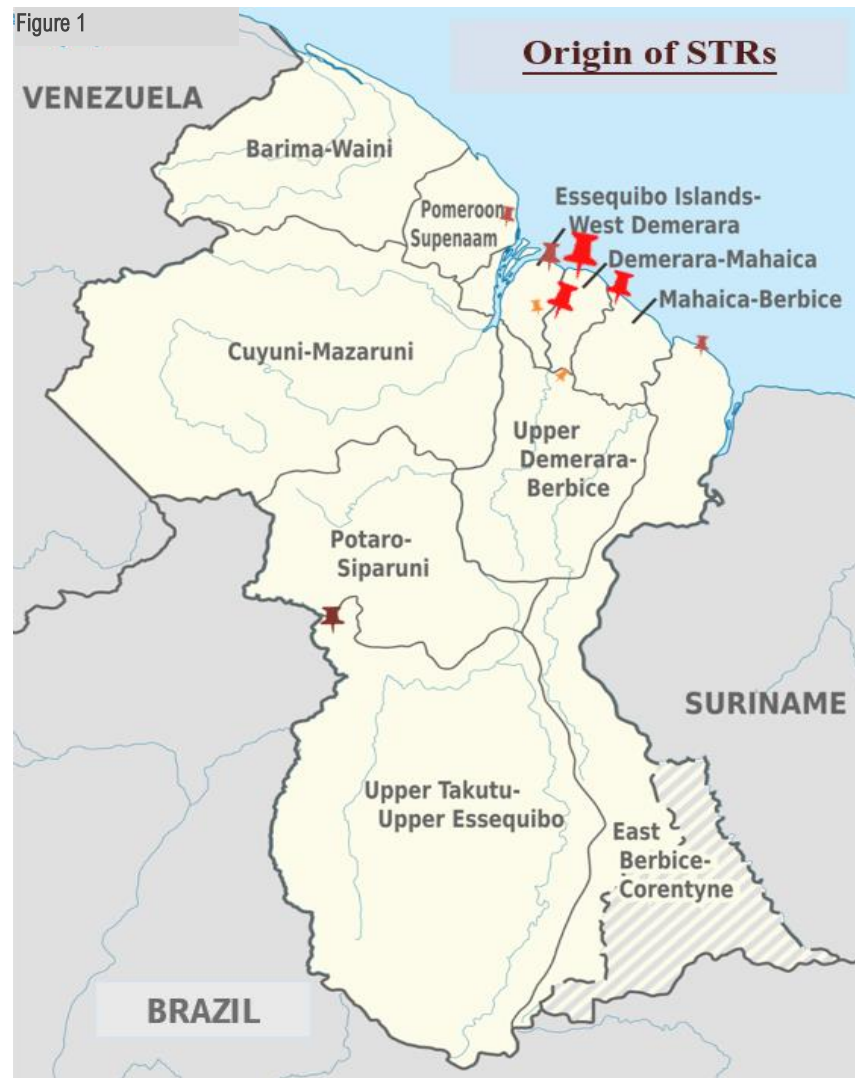 Figure 1
Origin of STRs
VENEZUELA
Barima-Waini
Pomeroon-
Supenaam
Essequibo Islands-
West Demerara
Demerara-Mahaica
Mahaica-Berbice
Cuyuni-Mazaruni
Upper
Demerara-
Berbice
Potaro-
Siparuni
SURINAME
Upper Takutu-
Upper Essequibo
East
Berbice-
Corentyne
BRAZIL